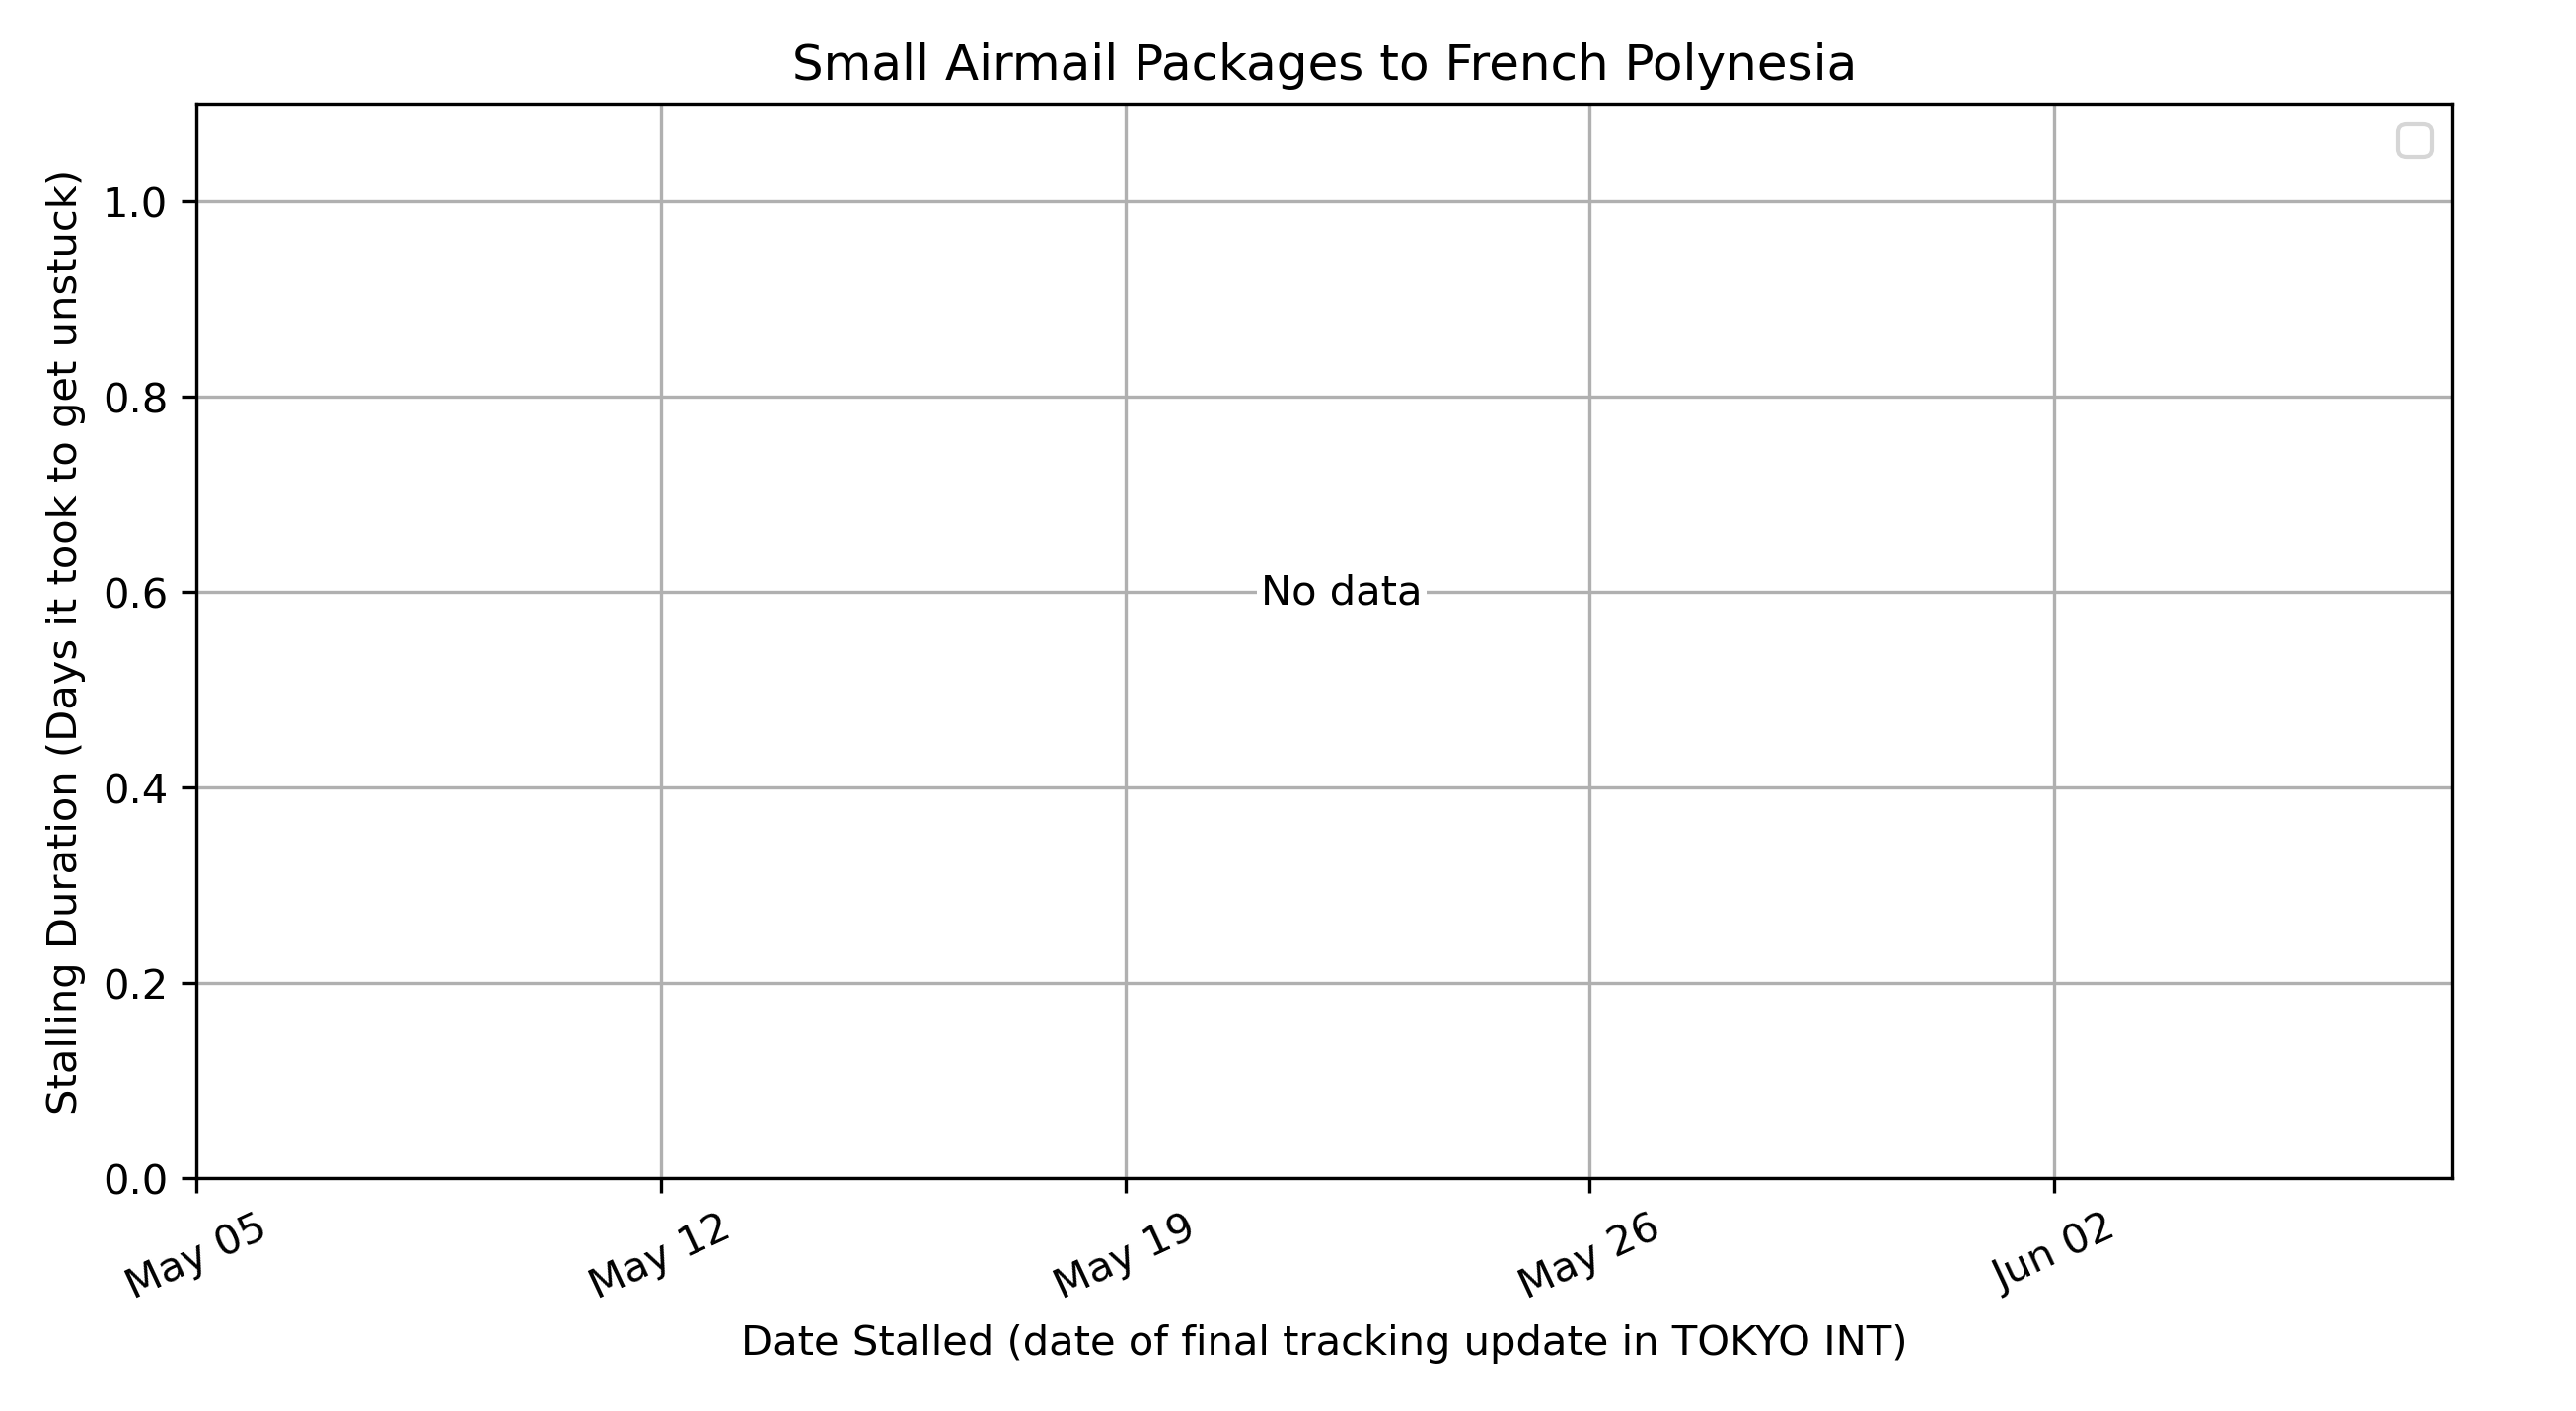 Small Airmail Packages to French Polynesia
Stalling Duration (Days it took to get unstuck)
1.0
0.8
0.6
0.4
0.2
0.0
No data
May 05
May 12
May 19
May 26
Jun 02
Date Stalled (date of final tracking update in TOKYO INT)